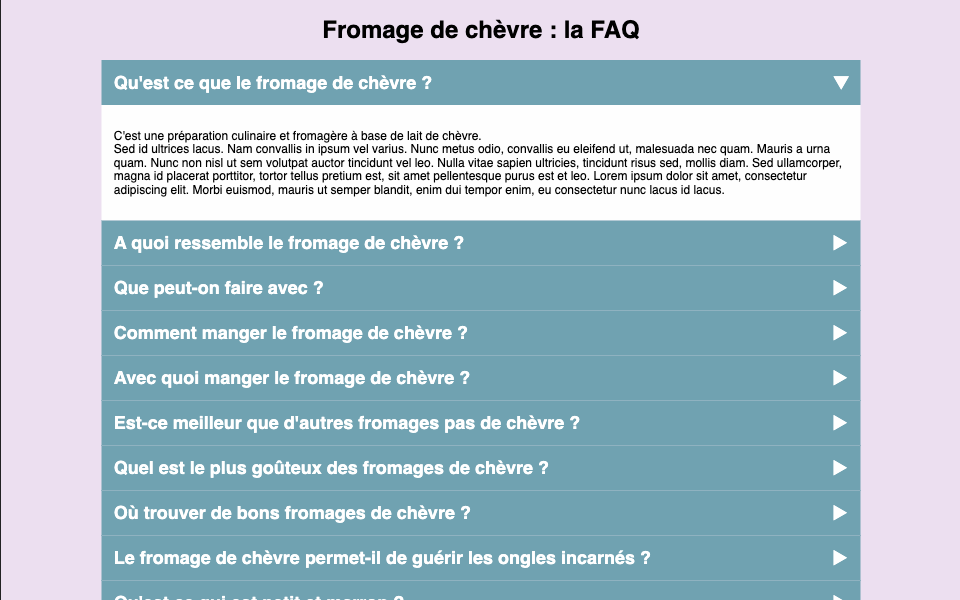 Fromage de chèvre : la FAQ
Qu'est ce que le fromage de chèvre ?
C'est une préparation culinaire et fromagère à base de lait de chèvre.
Sed id ultrices lacus. Nam convallis in ipsum vel varius. Nunc metus odio, convallis eu eleifend ut, malesuada nec quam. Mauris a urna
quam. Nunc non nisl ut sem volutpat auctor tincidunt vel leo. Nulla vitae sapien ultricies, tincidunt risus sed, mollis diam. Sed ullamcorper,
magna id placerat porttitor, tortor tellus pretium est, sit amet pellentesque purus est et leo. Lorem ipsum dolor sit amet, consectetur
adipiscing elit. Morbi euismod, mauris ut semper blandit, enim dui tempor enim, eu consectetur nunc lacus id lacus.
A quoi ressemble le fromage de chèvre ?
Que peut-on faire avec ?
Comment manger le fromage de chèvre ?
Avec quoi manger le fromage de chèvre ?
Est-ce meilleur que d'autres fromages pas de chèvre ?
Quel est le plus goûteux des fromages de chèvre ?
Où trouver de bons fromages de chèvre ?
Le fromage de chèvre permet-il de guérir les ongles incarnés ?
Qu'est ce qui est petit et marron ?